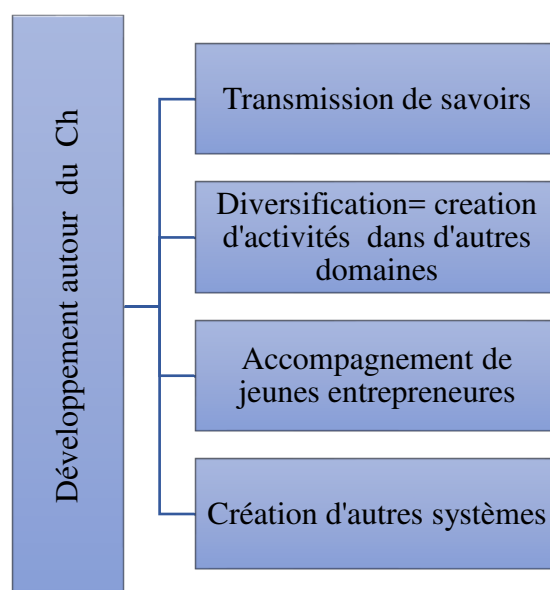 Développement autour du Ch
Transmission de savoirs
Diversification= creation
d'activités dans d'autres
domaines
Accompagnement de
jeunes entrepreneures
Création d'autres systèmes